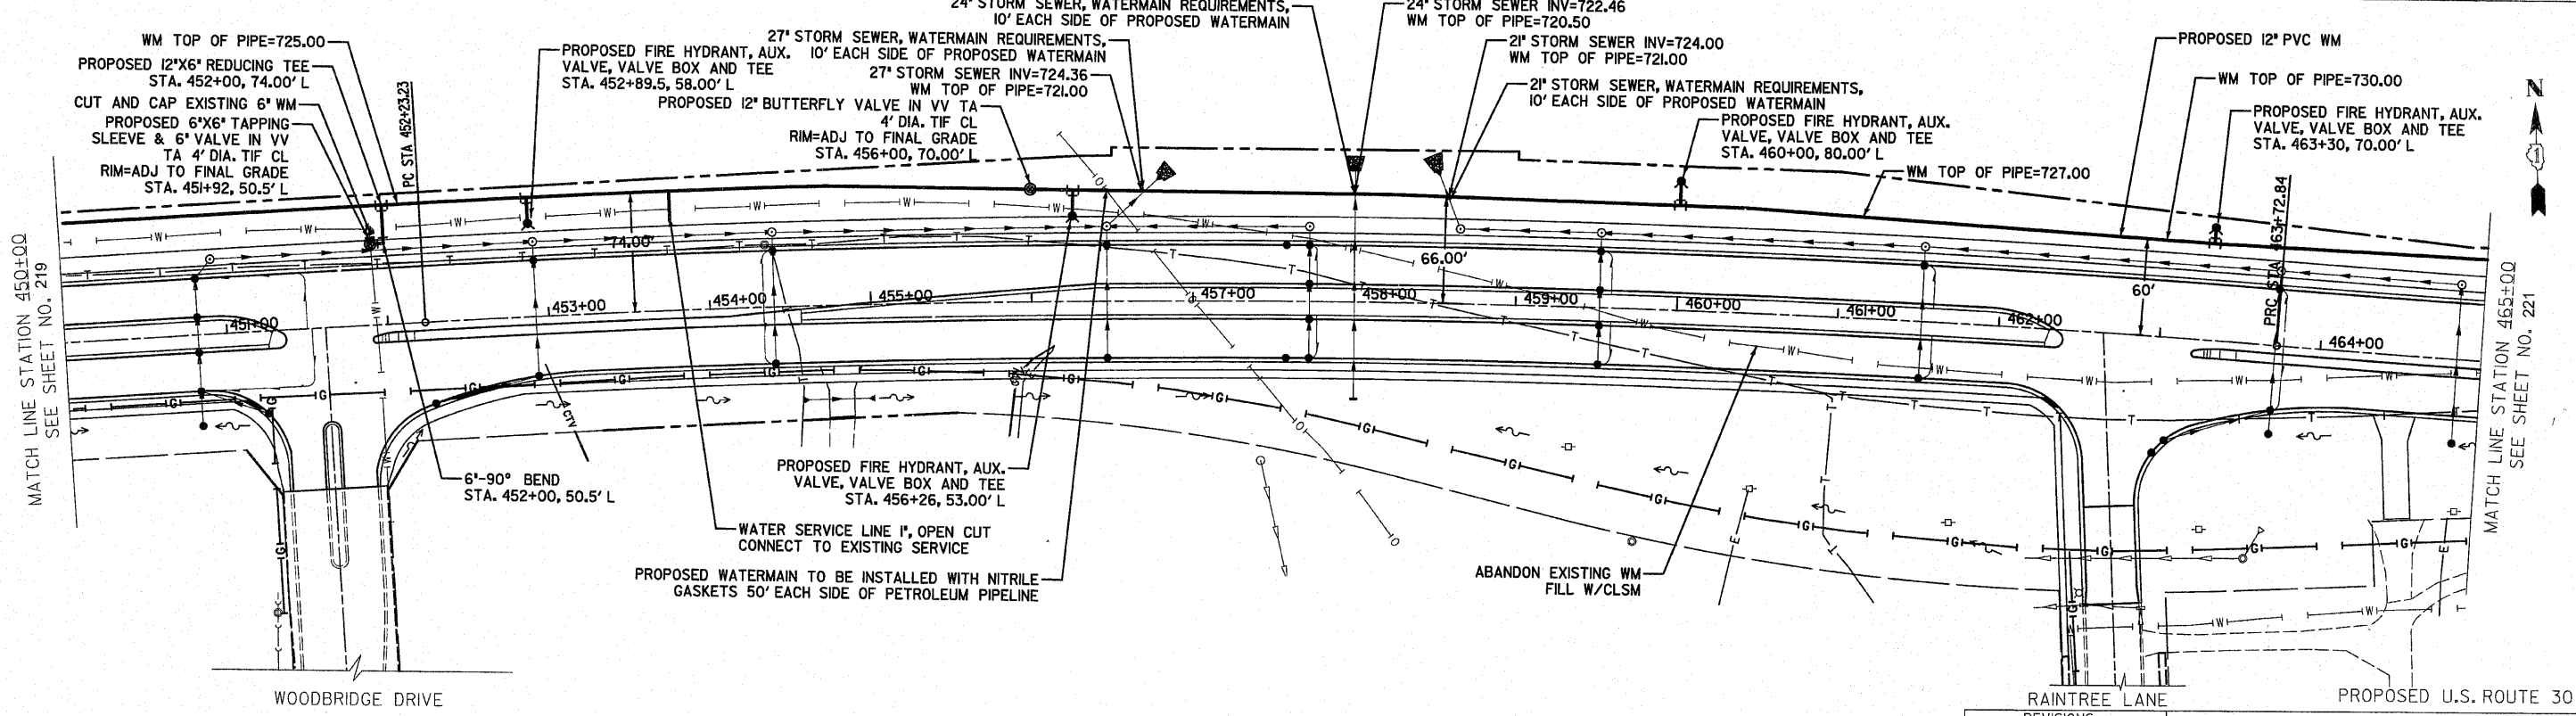 24" STORM SEWER, WATERMAIN REQUIREMENTS,
10' EACH SIDE OF PROPOSED WATERMAIN
24" STORM SEWER INV=722.46
WM TOP OF PIPE=720.50
WM TOP OF PIPE=725.00
PROPOSED 12"X6" REDUCING TEE
STA. 452+00, 74.00' L
CUT AND CAP EXISTING 6" WM
PROPOSED 6"X6" TAPPING
SLEEVE & 6" VALVE IN VV
TA 4' DIA. TIF CL
RIM=ADJ TO FINAL GRADE
STA. 451+92, 50.5' L
PC STA 452+23.23
PROPOSED FIRE HYDRANT, AUX.
VALVE, VALVE BOX AND TEE
STA. 452+89.5, 58.00' L
27" STORM SEWER, WATERMAIN REQUIREMENTS,
10' EACH SIDE OF PROPOSED WATERMAIN
27" STORM SEWER INV=724.36
WM TOP OF PIPE=721.00
PROPOSED 12" BUTTERFLY VALVE IN VV TA
4' DIA. TIF CL
RIM=ADJ TO FINAL GRADE
STA. 456+00, 70.00' L
21" STORM SEWER INV=724.00
WM TOP OF PIPE=721.00
21" STORM SEWER, WATERMAIN REQUIREMENTS,
10' EACH SIDE OF PROPOSED WATERMAIN
PROPOSED FIRE HYDRANT, AUX.
VALVE, VALVE BOX AND TEE
STA. 460+00, 80.00' L
WM TOP OF PIPE=727.00
PROPOSED 12" PVC WM
WM TOP OF PIPE=730.00
PROPOSED FIRE HYDRANT, AUX.
VALVE, VALVE BOX AND TEE
STA. 463+30, 70.00' L
N
PRC STA 463+72.84
MATCH LINE STATION 450+00
SEE SHEET NO. 219
74.00'
66.00'
60'
451+00
453+00
454+00
455+00
457+00
458+00
459+00
460+00
461+00
462+00
464+00
MATCH LINE STATION 465+00
SEE SHEET NO. 221
CTV
6"-90° BEND
STA. 452+00, 50.5' L
PROPOSED FIRE HYDRANT, AUX.
VALVE, VALVE BOX AND TEE
STA. 456+26, 53.00' L
WATER SERVICE LINE 1", OPEN CUT
CONNECT TO EXISTING SERVICE
PROPOSED WATERMAIN TO BE INSTALLED WITH NITRILE
GASKETS 50' EACH SIDE OF PETROLEUM PIPELINE
ABANDON EXISTING WM
FILL W/CLSM
WOODBRIDGE DRIVE
RAINTREE LANE
PROPOSED U.S. ROUTE 30
REVISIONS